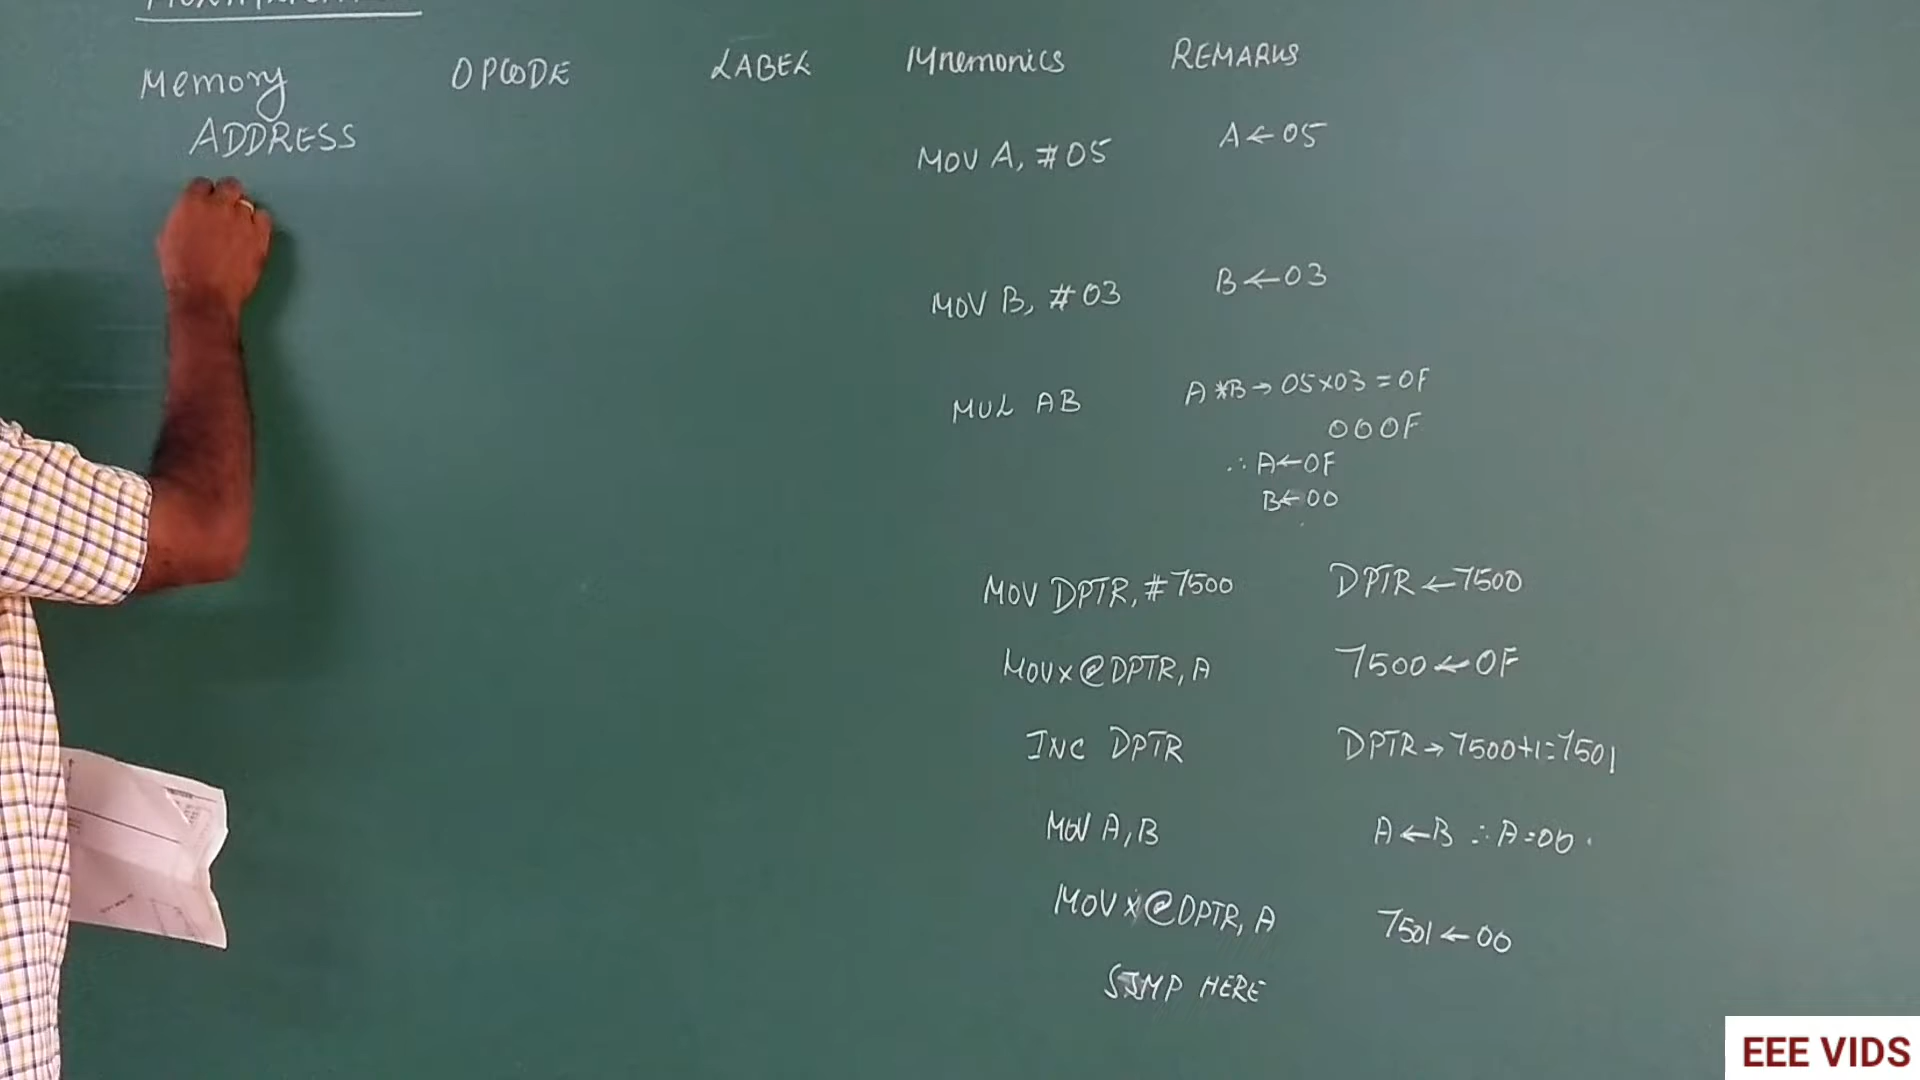 Memory OPCODE LABEL Mnemonics REMARKS
ADDRESS
MOV A, #05 A ← 05
MOV B, #03 B ← 03
MUL AB A*B → 05×03 = 0F
000F
∴ A ← 0F
B ← 00
MOV DPTR, #7500 DPTR ← 7500
MOVX @DPTR, A 7500 ← 0F
INC DPTR DPTR → 7500+1=7501
MOV A, B A ← B ∴ A=00
MOVX @DPTR, A 7501 ← 00
SJMP HERE
EEE VIDS